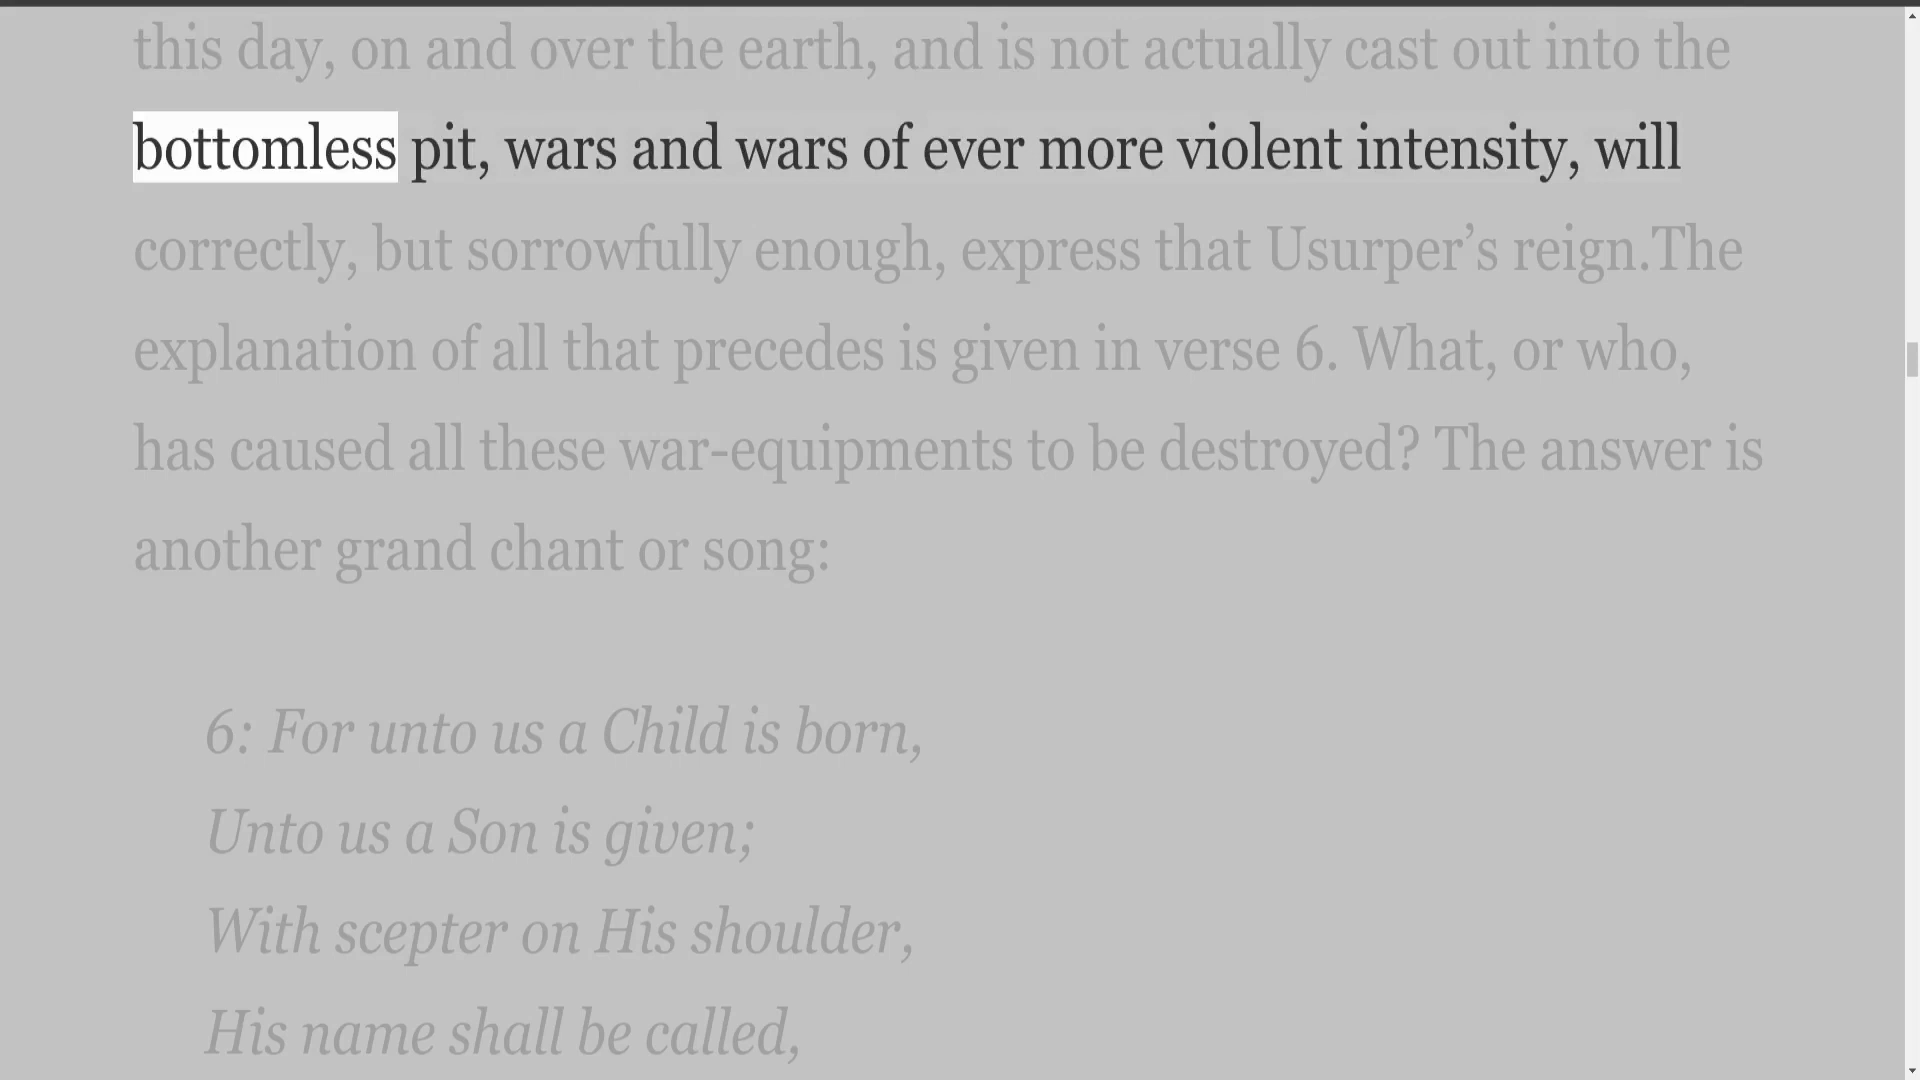 this day, on and over the earth, and is not actually cast out into the
bottomless pit, wars and wars of ever more violent intensity, will
correctly, but sorrowfully enough, express that Usurper’s reign.The
explanation of all that precedes is given in verse 6. What, or who,
has caused all these war-equipments to be destroyed? The answer is
another grand chant or song:
6: For unto us a Child is born,
Unto us a Son is given;
With scepter on His shoulder,
His name shall be called,